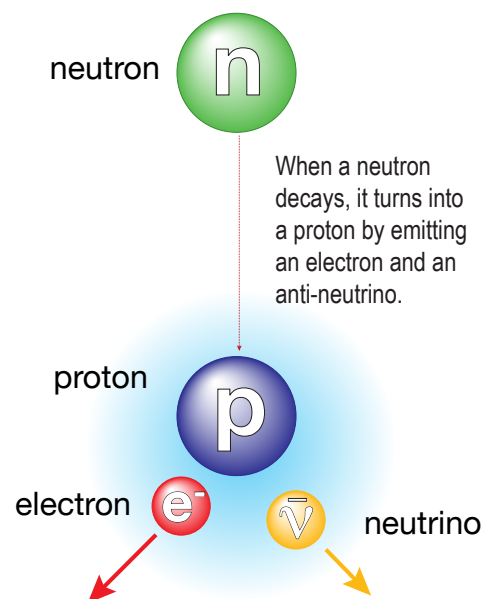 neutron
n
When a neutron
decays, it turns into
a proton by emitting
an electron and an
anti-neutrino.
proton
p
electron
e⁻
ν̄
neutrino